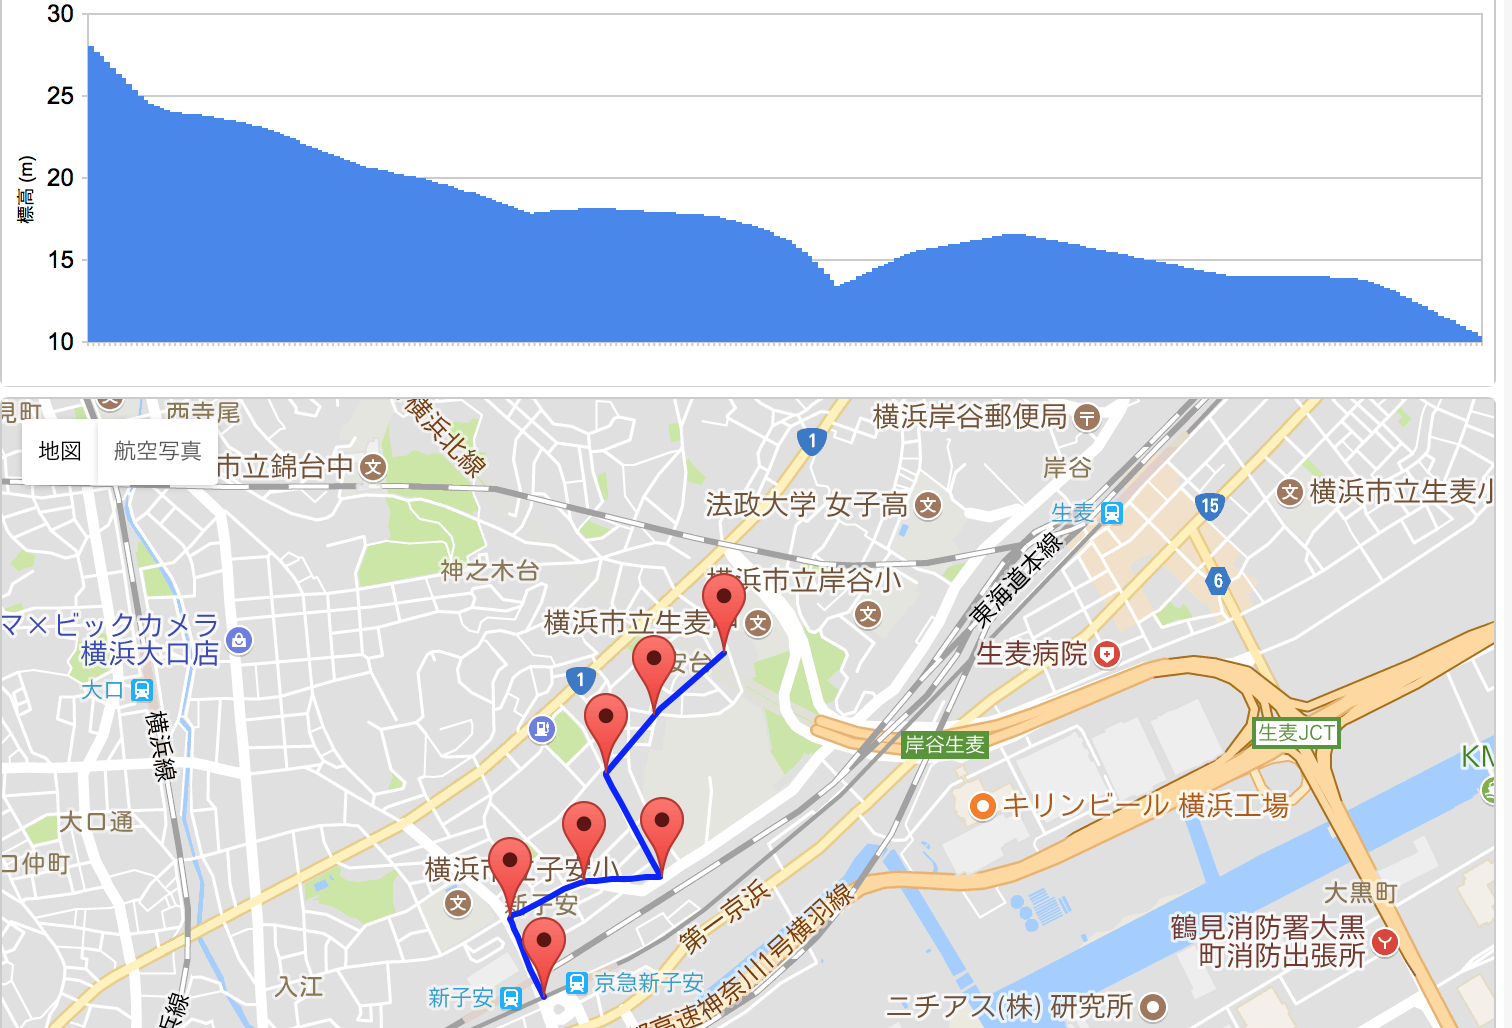 30
25
20
15
10
標高 (m)
見町
西寺尾
地図
航空写真
市立錦台中
横浜北線
1
横浜岸谷郵便局
岸谷
法政大学 女子高
生麦
15
横浜市立生麦小
神之木台
横浜市立岸谷小
6
東海道本線
横浜市立生麦中
安台
生麦病院
マ×ビックカメラ
横浜大口店
大口
1
横浜線
岸谷生麦
生麦JCT
キリンビール 横浜工場
大口通
口仲町
横浜市立子安小
新子安
第一京浜
都高速神奈川1号横羽線
大黒町
鶴見消防署大黒
町消防出張所
入江
新子安
京急新子安
浜線
ニチアス(株) 研究所